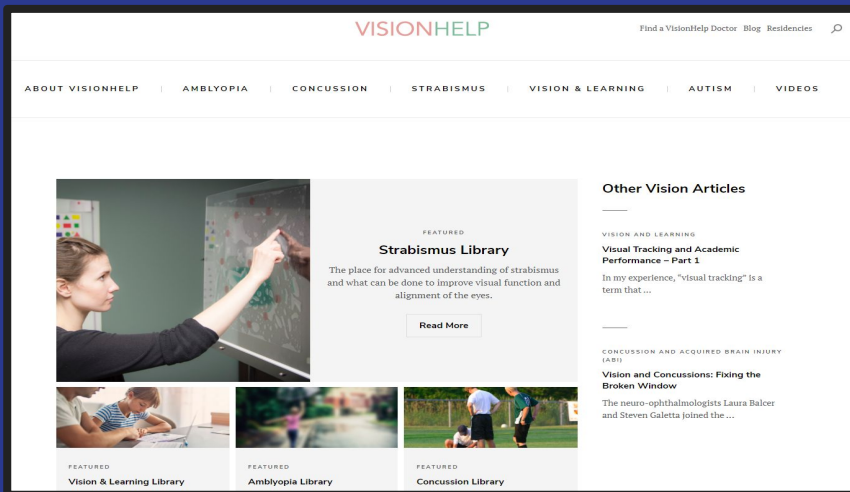 VISIONHELP
Find a VisionHelp Doctor Blog Residencies
ABOUT VISIONHELP AMBLYOPIA CONCUSSION STRABISMUS VISION & LEARNING AUTISM VIDEOS
FEATURED
Strabismus Library
The place for advanced understanding of strabismus
and what can be done to improve visual function and
alignment of the eyes.
Read More
FEATURED
Vision & Learning Library
FEATURED
Amblyopia Library
FEATURED
Concussion Library
Other Vision Articles
VISION AND LEARNING
Visual Tracking and Academic
Performance – Part 1
In my experience, “visual tracking” is a
term that ...
CONCUSSION AND ACQUIRED BRAIN INJURY
(ABI)
Vision and Concussions: Fixing the
Broken Window
The neuro-ophthalmologists Laura Balcer
and Steven Galetta joined the ...